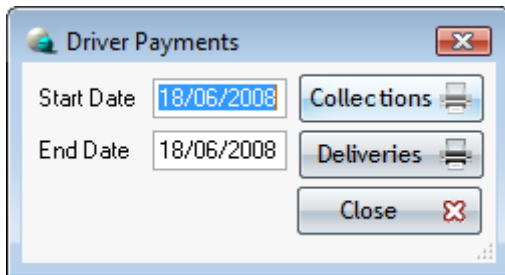 Driver Payments
Start Date 18/06/2008 Collections
End Date 18/06/2008 Deliveries
Close